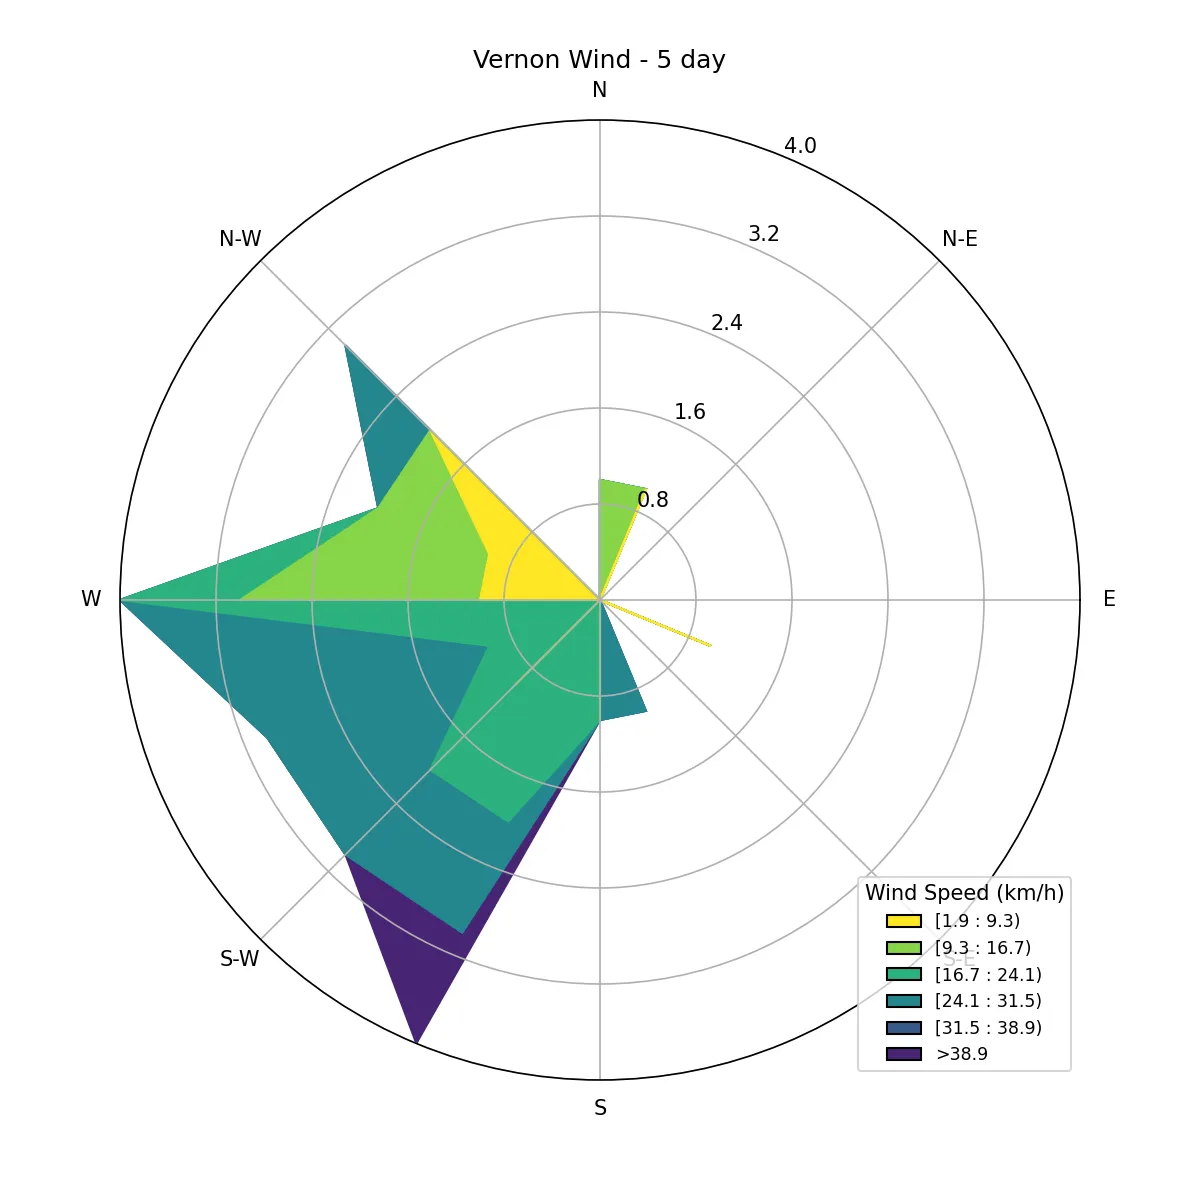 Vernon Wind - 5 day
N
4.0
N-W
3.2
N-E
2.4
1.6
0.8
W
E
Wind Speed (km/h)
[1.9 : 9.3)
[9.3 : 16.7)
[16.7 : 24.1)
[24.1 : 31.5)
[31.5 : 38.9)
>38.9
S-W
S-E
S